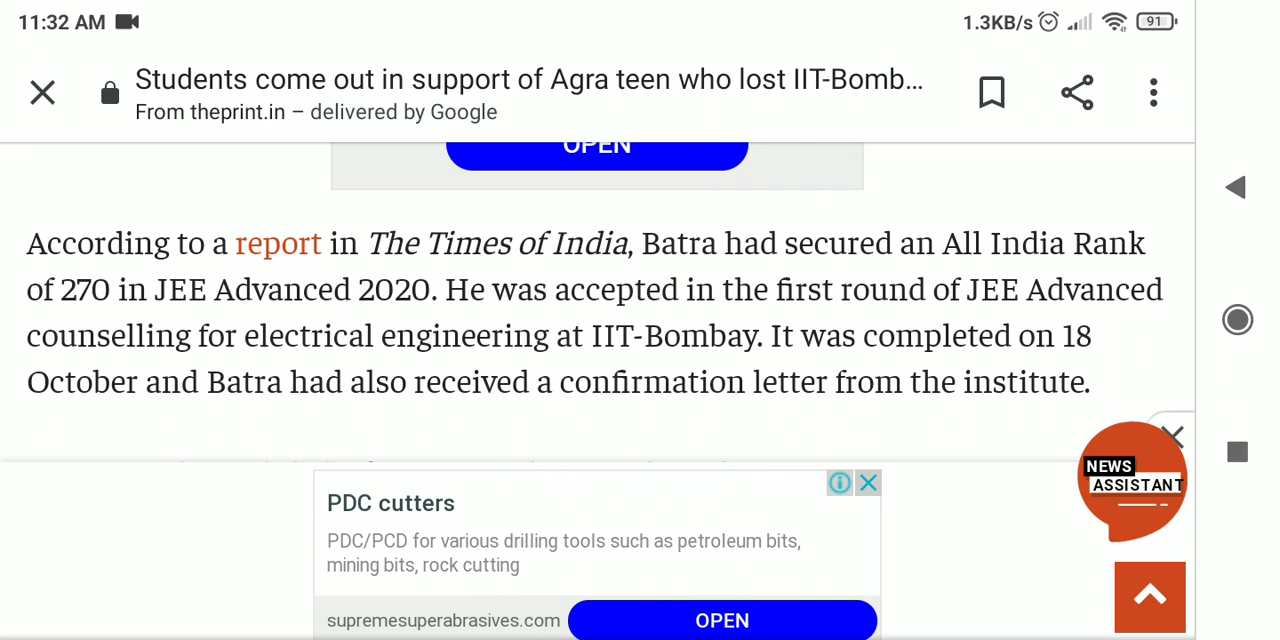 11:32 AM
1.3KB/s
91
Students come out in support of Agra teen who lost IIT-Bomb...
From theprint.in – delivered by Google
OPEN
According to a report in The Times of India, Batra had secured an All India Rank
of 270 in JEE Advanced 2020. He was accepted in the first round of JEE Advanced
counselling for electrical engineering at IIT-Bombay. It was completed on 18
October and Batra had also received a confirmation letter from the institute.
NEWS
ASSISTANT
PDC cutters
PDC/PCD for various drilling tools such as petroleum bits,
mining bits, rock cutting
supremesuperabrasives.com
OPEN